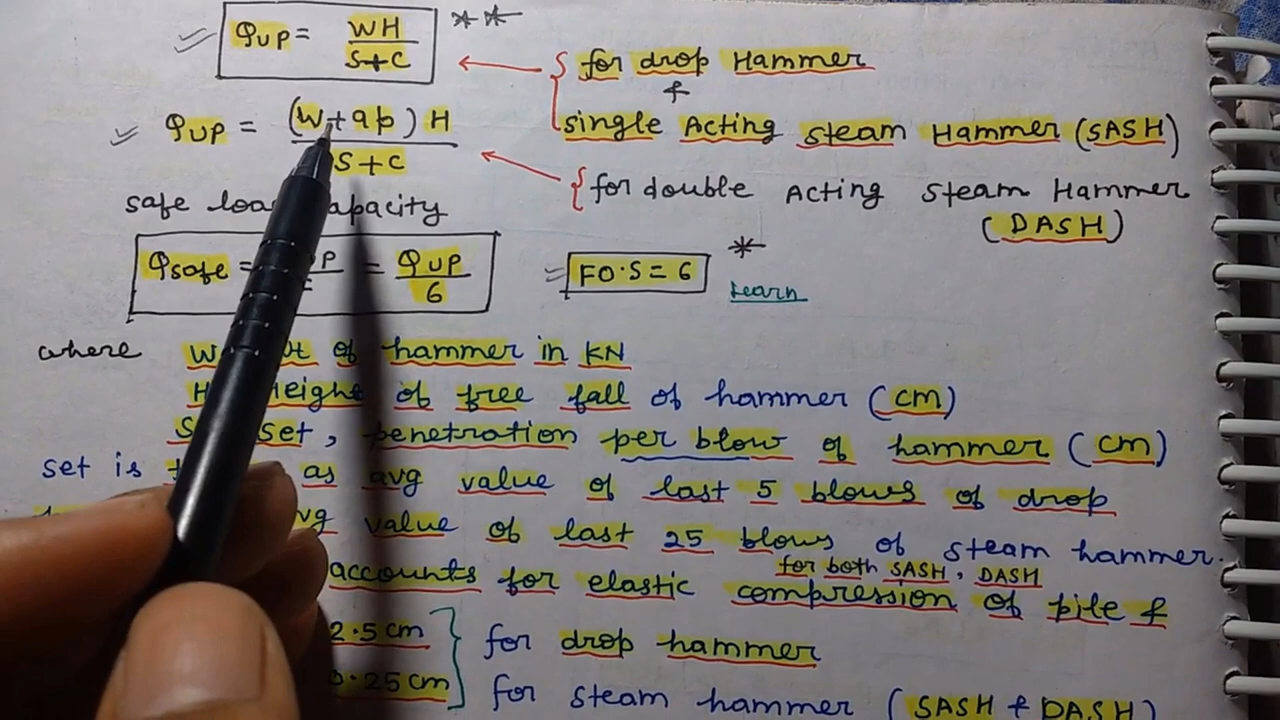 QUP = WH / S+C **
{ for drop Hammer
&
single Acting steam Hammer (SASH)
QUP = (W+ap) H / S+C
{ for double Acting steam Hammer
(DASH)
safe load capacity
Qsafe = = QUP / 6
FO.S = 6 *
Learn
where of hammer in KN
Height of free fall of hammer (cm)
set, penetration per blow of hammer (cm)
set is as avg value of last 5 blows of drop
avg value of last 25 blows of steam hammer.
for both SASH, DASH
accounts for elastic compression of pile &
2.5 cm } for drop hammer
0.25 cm } for steam hammer (SASH & DASH)